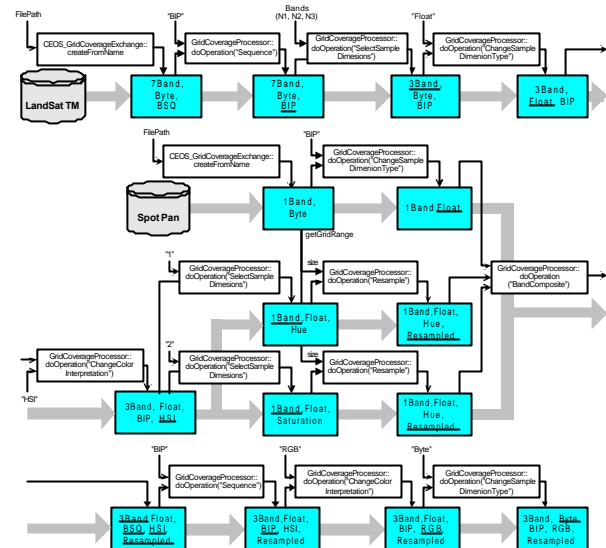 FilePath
"BIP"
Bands
(N1, N2, N3)
"Float"
CEOS_GridCoverageExchange::
createFromName
GridCoverageProcessor::
doOperation("Sequence")
GridCoverageProcessor::
doOperation("SelectSample
Dimesions")
GridCoverageProcessor::
doOperation("ChangeSample
DimenionType")
LandSat TM
7Band,
Byte,
BSQ
7Band,
Byte,
BIP
3Band,
Byte,
BIP
3Band,
Float, BIP
FilePath
"BIP"
CEOS_GridCoverageExchange::
createFromName
GridCoverageProcessor::
doOperation("ChangeSample
DimenionType")
Spot Pan
1Band,
Byte
1Band Float
getGridRange
"1"
GridCoverageProcessor::
doOperation("SelectSample
Dimesions")
size
GridCoverageProcessor::
doOperation("Resample")
GridCoverageProcessor::
doOperation
("BandComposite")
1Band,Float,
Hue
1Band,Float,
Hue,
Resampled
GridCoverageProcessor::
doOperation("ChangeColor
Interpretation")
"2"
GridCoverageProcessor::
doOperation("SelectSample
Dimesions")
size
GridCoverageProcessor::
doOperation("Resample")
"HSI"
3Band, Float,
BIP, HSI
1Band,Float,
Saturation
1Band,Float,
Hue,
Resampled
"BIP"
"RGB"
"Byte"
GridCoverageProcessor::
doOperation("Sequence")
GridCoverageProcessor::
doOperation("ChangeColor
Interpretation")
GridCoverageProcessor::
doOperation("ChangeSample
DimenionType")
3Band Float,
BSQ, HSI,
Resampled
3Band,Float,
BIP, HSI,
Resampled
3Band,Float,
BIP, RGB,
Resampled
3Band, Byte,
BIP, RGB,
Resampled